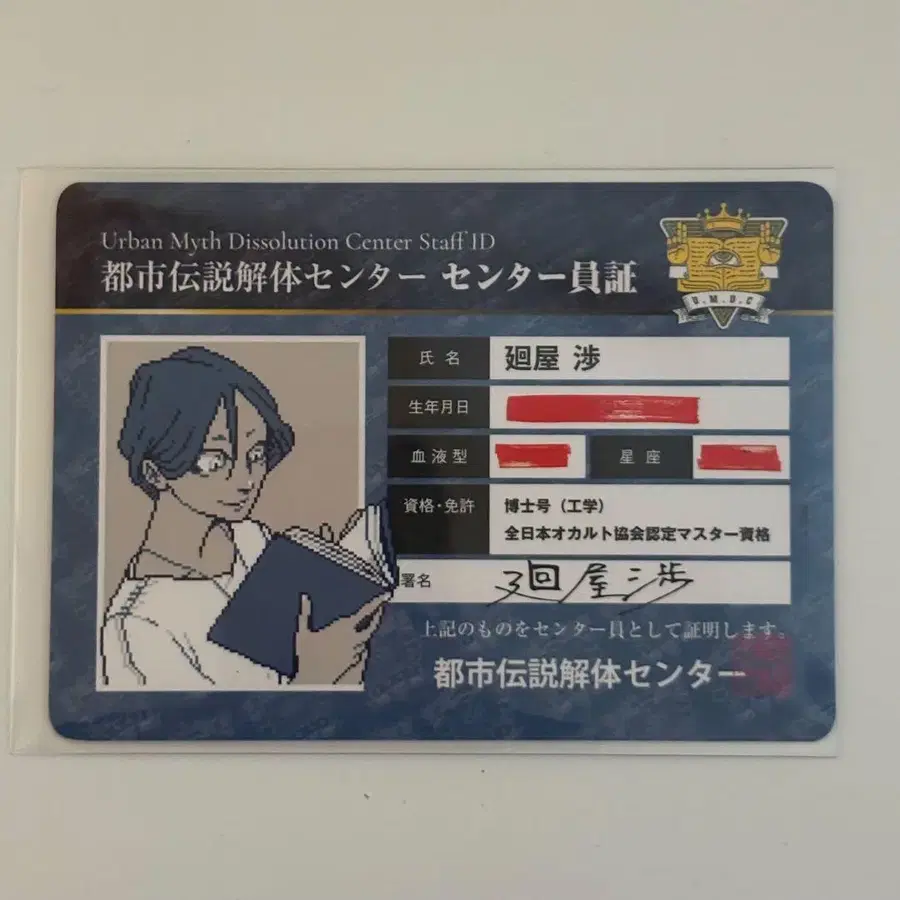 Urban Myth Dissolution Center Staff ID
都市伝説解体センター センター員証
U.M.D.C
氏名 廻屋 渉
生年月日
血液型 星座
資格・免許 博士号（工学）
全日本オカルト協会認定マスター資格
署名 廻屋渉
上記のものをセンター員として証明します。
都市伝説解体センター